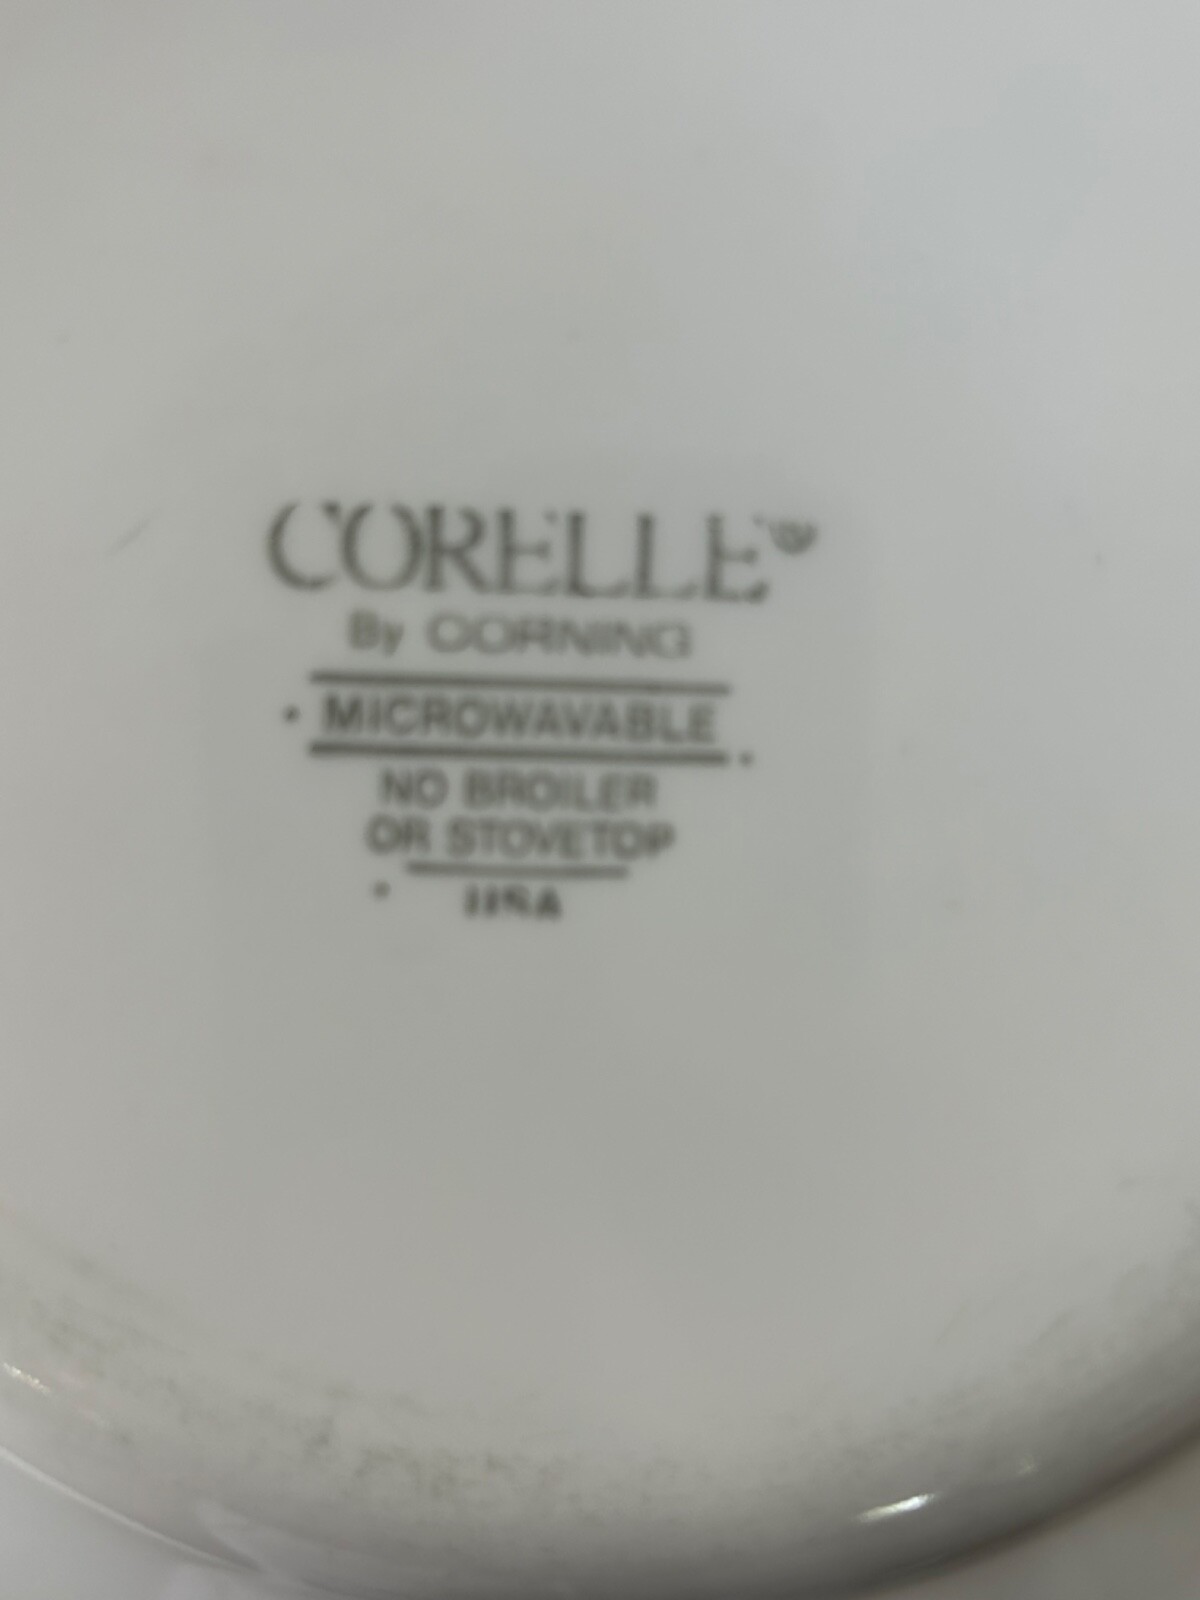 CORELLE®
By CORNING
MICROWAVABLE
NO BROILER
OR STOVETOP
USA